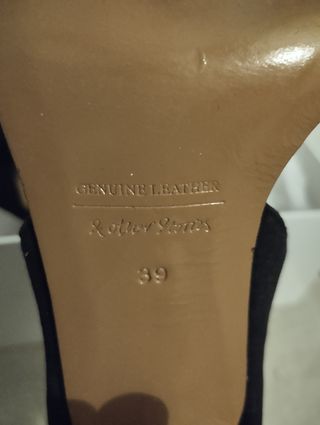 GENUINE LEATHER
& other Stories
39